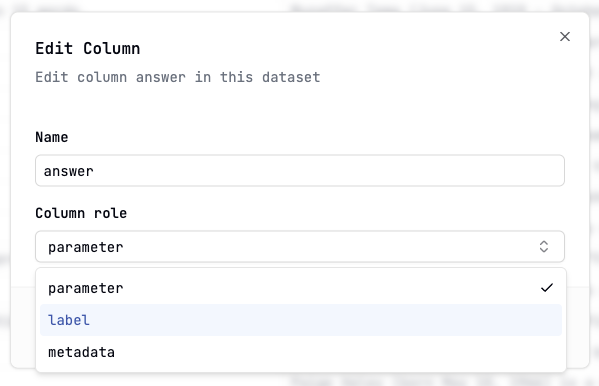 Edit Column
Edit column answer in this dataset
Name
answer
Column role
parameter
parameter
label
metadata